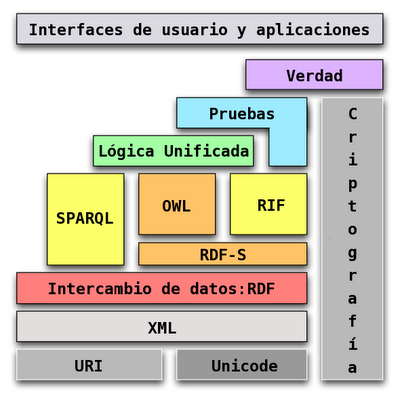 Interfaces de usuario y aplicaciones
Verdad
Pruebas
Lógica Unificada
SPARQL
OWL
RIF
RDF-S
Intercambio de datos:RDF
XML
URI
Unicode
Criptografía